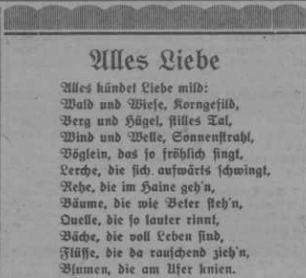 Alles Liebe
Alles kündet Liebe mild:
Wald und Wiese, Korngefild,
Berg und Hügel, stilles Tal,
Wind und Welle, Sonnenstrahl,
Vöglein, das so fröhlich singt,
Lerche, die sich aufwärts schwingt,
Rehe, die im Haine geh'n,
Bäume, die wie Beter steh'n,
Quelle, die so lauter rinnt,
Bäche, die voll Leben sind,
Flüsse, die da rauschend zieh'n,
Blumen, die am Ufer knien.